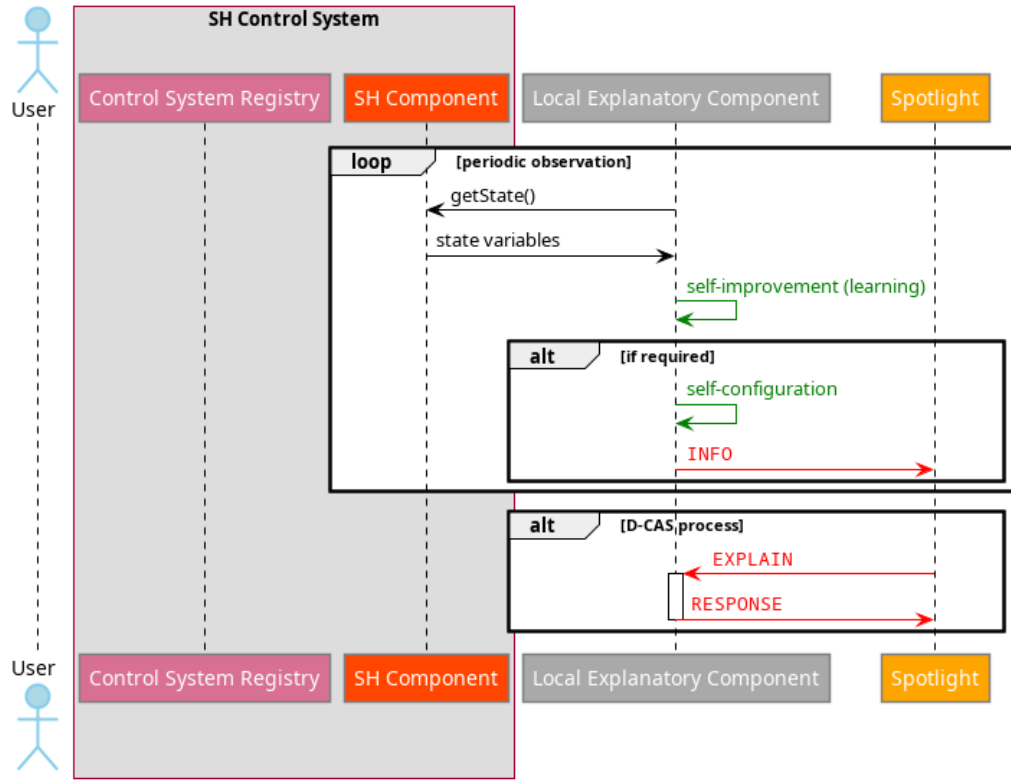 SH Control System
User
Control System Registry
SH Component
Local Explanatory Component
Spotlight
loop
[periodic observation]
getState()
state variables
self-improvement (learning)
alt
[if required]
self-configuration
INFO
alt
[D-CAS process]
EXPLAIN
RESPONSE
User
Control System Registry
SH Component
Local Explanatory Component
Spotlight